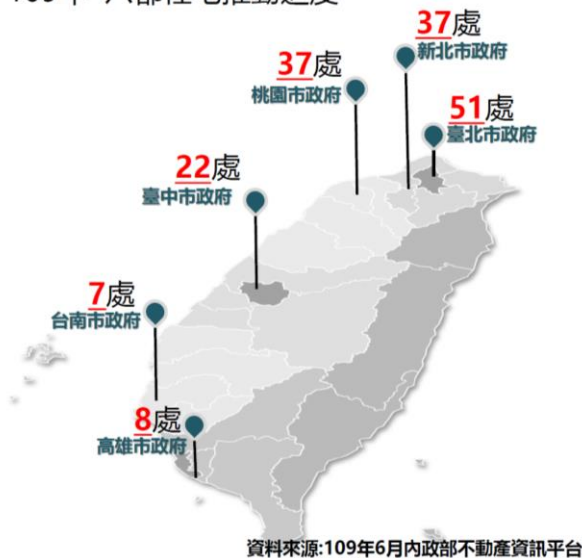 37處
新北市政府
37處
桃園市政府
51處
臺北市政府
22處
臺中市政府
7處
台南市政府
8處
高雄市政府
資料來源:109年6月內政部不動產資訊平台